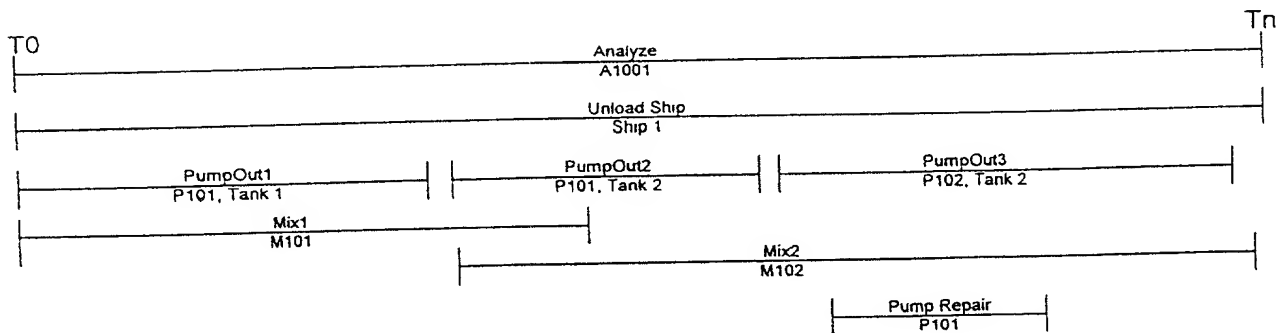 T0
Tn
Analyze
A1001
Unload Ship
Ship 1
PumpOut1
P101, Tank 1
PumpOut2
P101, Tank 2
PumpOut3
P102, Tank 2
Mix1
M101
Mix2
M102
Pump Repair
P101